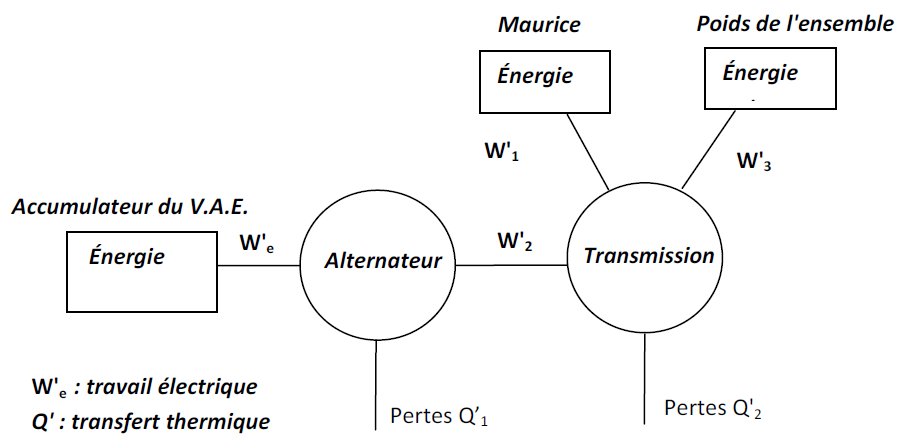 Maurice
Poids de l'ensemble
Énergie
Énergie
W'1
W'3
Accumulateur du V.A.E.
Énergie
W'e
Alternateur
W'2
Transmission
W'e : travail électrique
Q' : transfert thermique
Pertes Q’1
Pertes Q'2